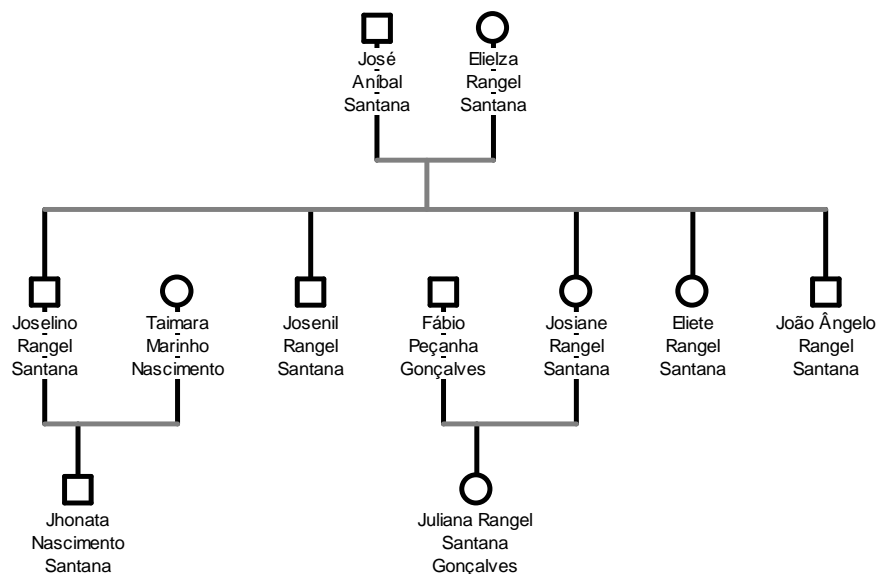 José
Aníbal
Santana
Elielza
Rangel
Santana
Joselino
Rangel
Santana
Taimara
Marinho
Nascimento
Josenil
Rangel
Santana
Fábio
Peçanha
Gonçalves
Josiane
Rangel
Santana
Eliete
Rangel
Santana
João Ângelo
Rangel
Santana
Jhonata
Nascimento
Santana
Juliana Rangel
Santana
Gonçalves